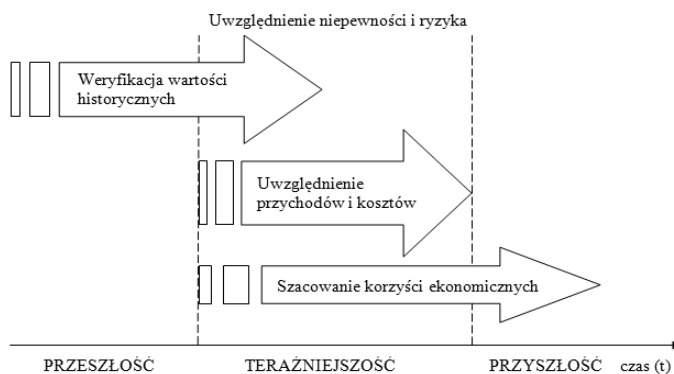 Uwzględnienie niepewności i ryzyka
Weryfikacja wartości
historycznych
Uwzględnienie
przychodów i kosztów
Szacowanie korzyści ekonomicznych
PRZESZŁOŚĆ TERAŹNIEJSZOŚĆ PRZYSZŁOŚĆ czas (t)